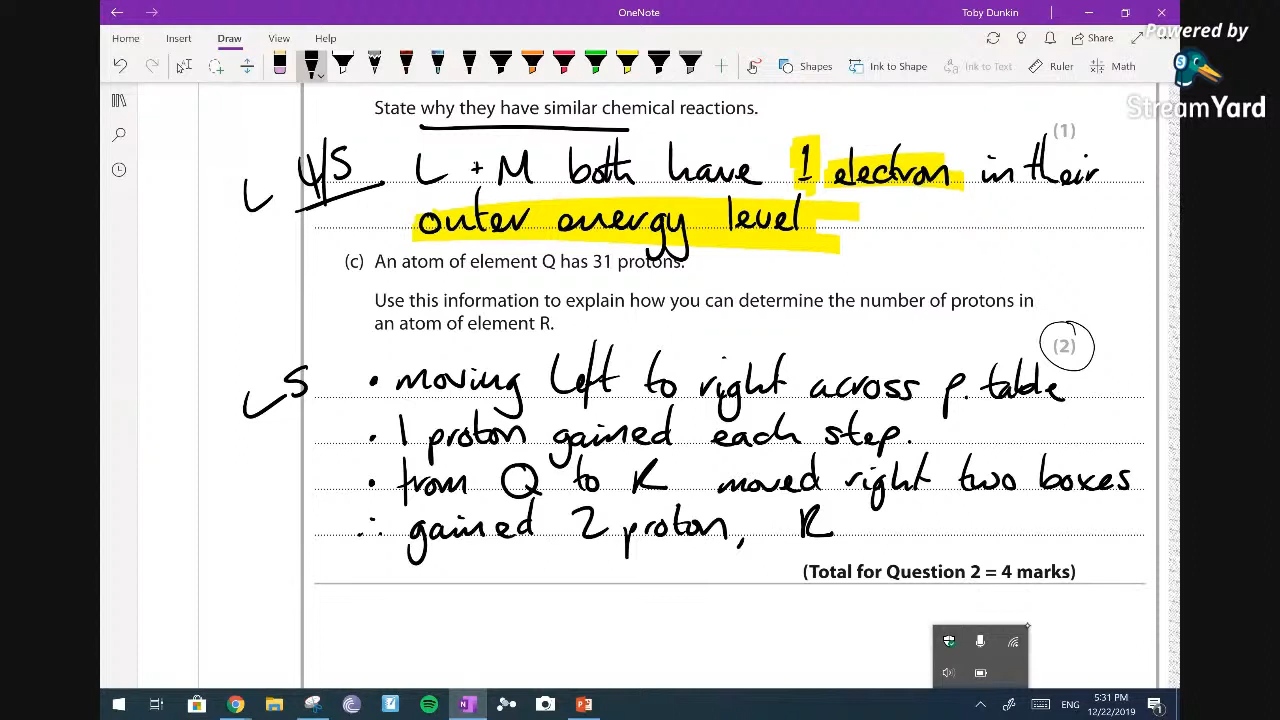 OneNote
Toby Dunkin
Powered by
StreamYard
Home Insert Draw View Help
Share
Shapes Ink to Shape Ink to Text Ruler Math
State why they have similar chemical reactions.
(1)
L + M both have 1 electron in their
outer energy level
(c) An atom of element Q has 31 protons.
Use this information to explain how you can determine the number of protons in
an atom of element R.
(2)
S • moving left to right across p. table
• 1 proton gained each step.
• from Q to R moved right two boxes
∴ gained 2 proton, R
(Total for Question 2 = 4 marks)
ENG
5:31 PM
12/22/2019